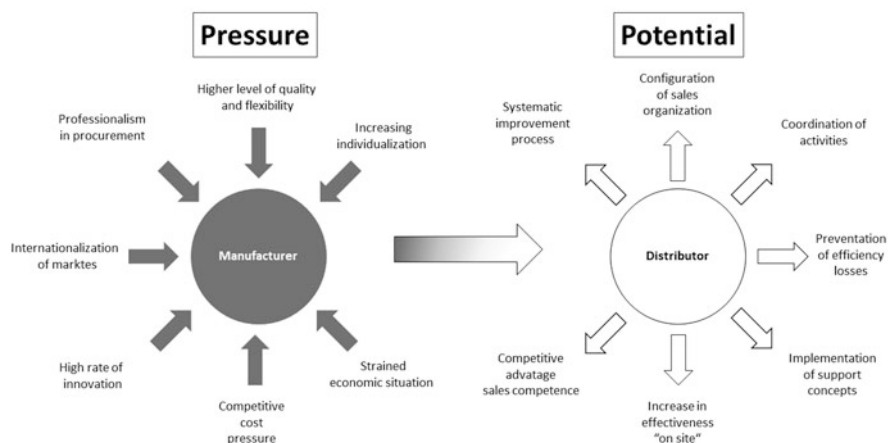 Pressure
Higher level of quality
and flexibility
Professionalism
in procurement
Increasing
individualization
Internationalization
of marktes
Manufacturer
High rate of
innovation
Strained
economic situation
Competitive
cost
pressure
Potential
Configuration
of sales
organization
Systematic
improvement
process
Coordination of
activities
Distributor
Preventation
of efficiency
losses
Competitive
advatage
sales competence
Implementation
of support
concepts
Increase in
effectiveness
"on site"